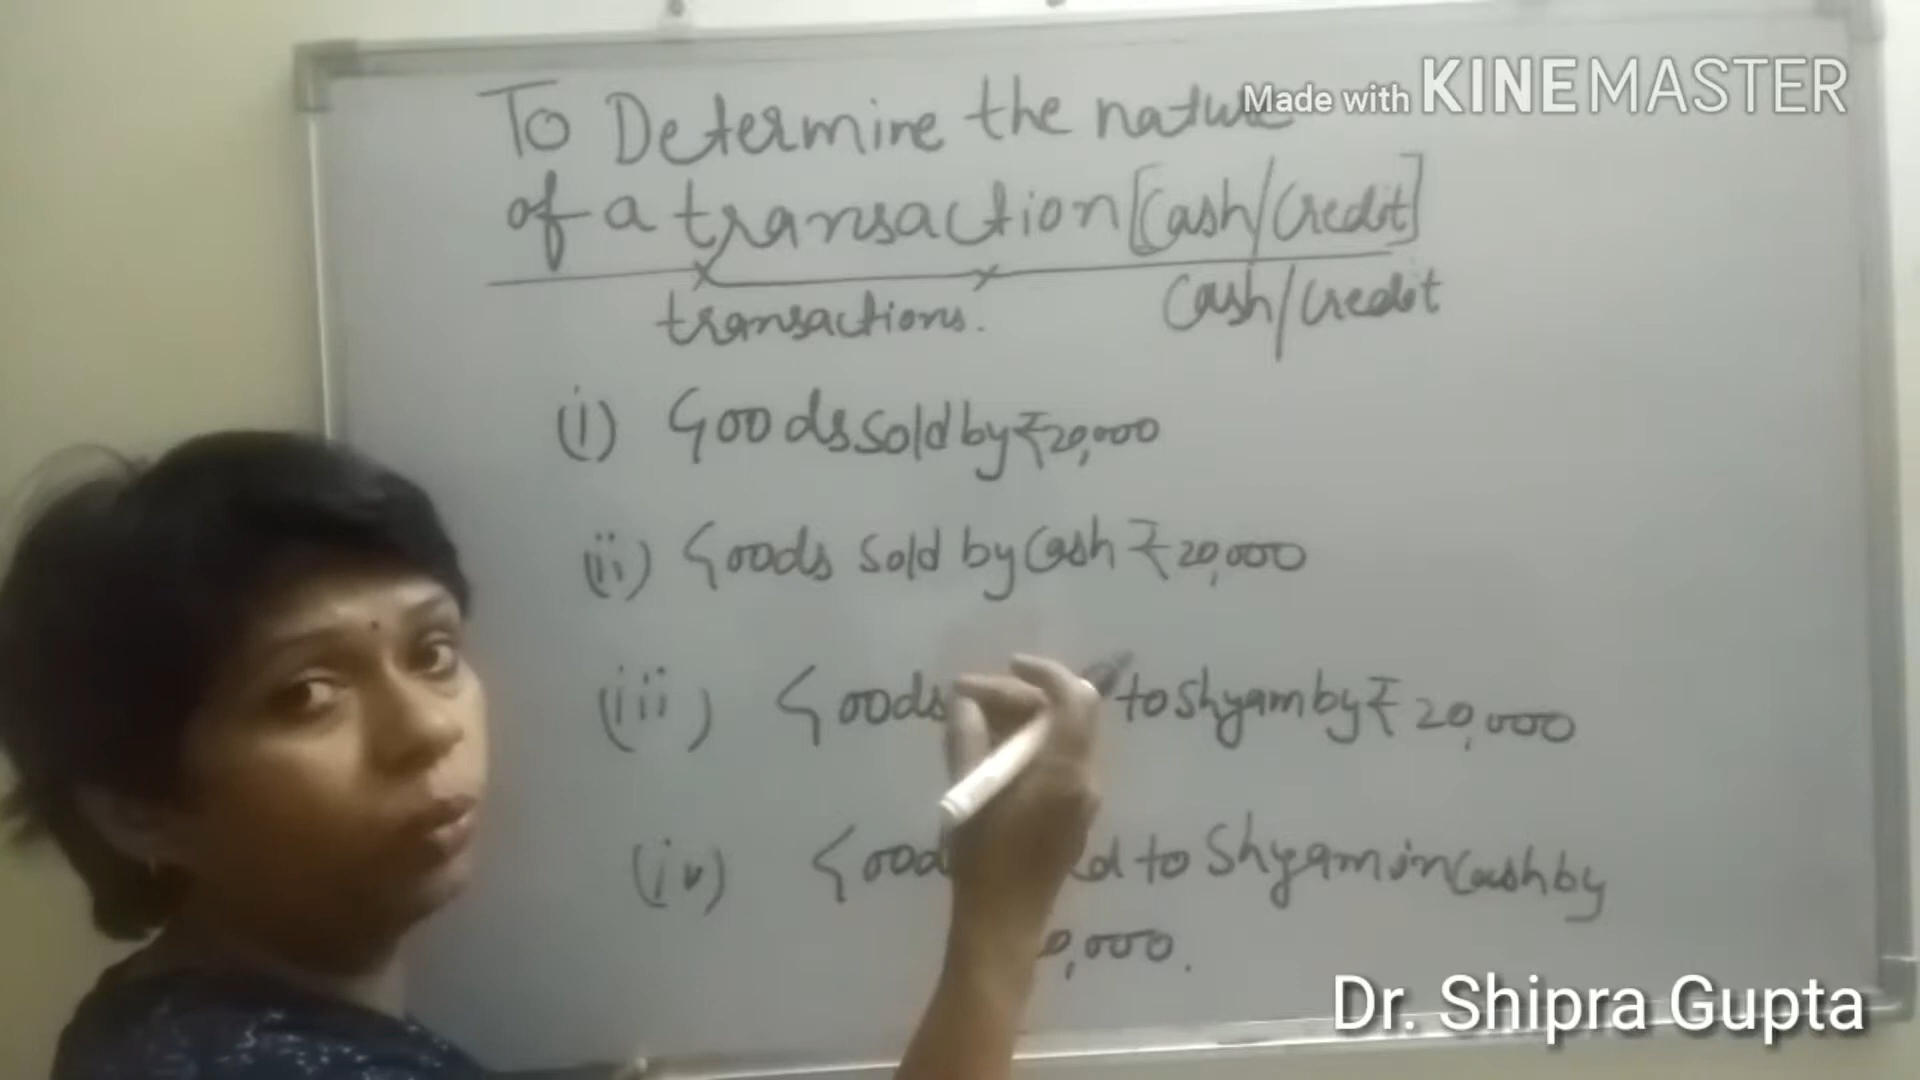 Made with KINEMASTER
To Determine the nature
of a transaction [Cash/Credit]
transactions. Cash/Credit
(i) Goods sold by ₹20,000
(ii) Goods sold by Cash ₹20,000
(iii) Goods to Shyam by ₹20,000
(iv) to Shyam in Cash by
0,000.
Dr. Shipra Gupta